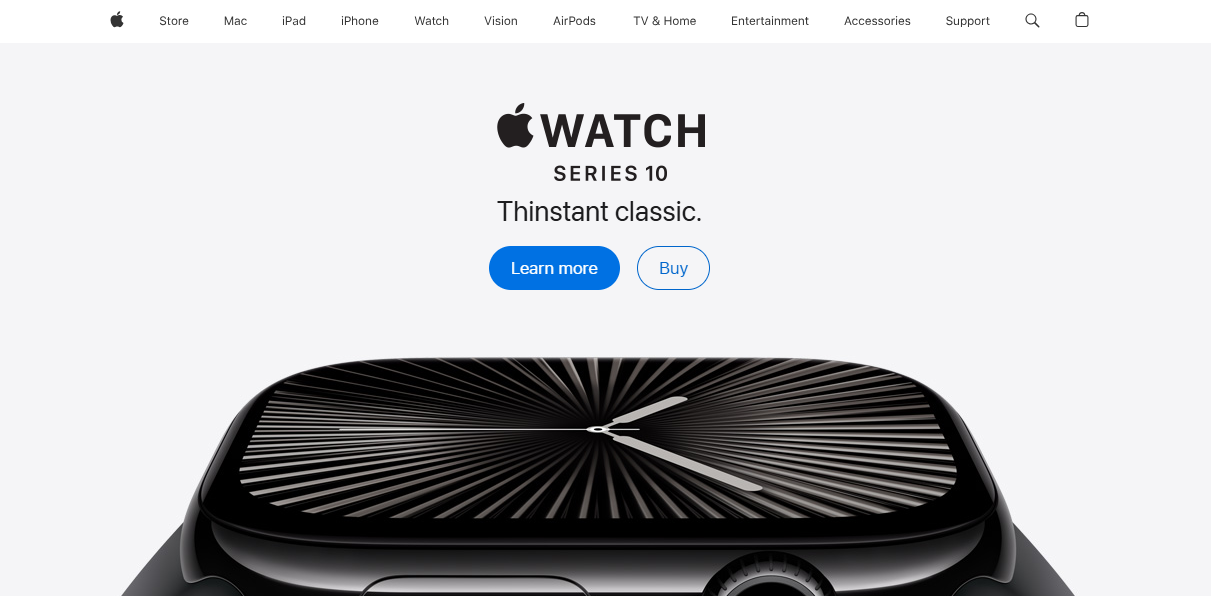 Store Mac iPad iPhone Watch Vision AirPods TV & Home Entertainment Accessories Support
WATCH
SERIES 10
Thinstant classic.
Learn more Buy